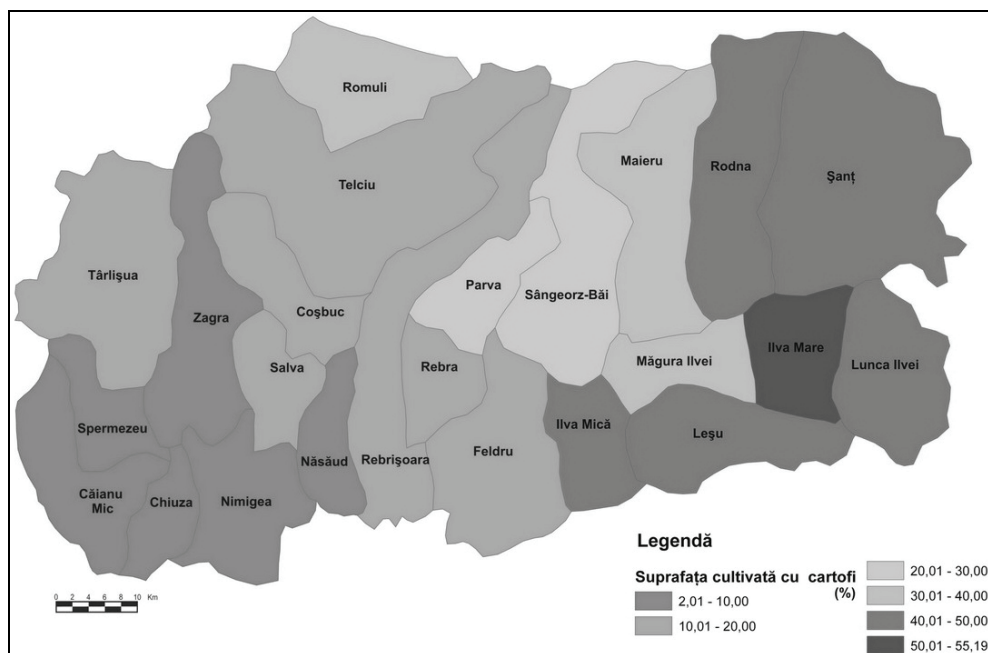 Romuli
Maieru
Rodna
Şanţ
Telciu
Târlişua
Parva
Sângeorz-Băi
Zagra
Coşbuc
Ilva Mare
Rebra
Măgura Ilvei
Lunca Ilvei
Salva
Spermezeu
Ilva Mică
Leşu
Năsăud
Rebrişoara
Feldru
Căianu
Mic
Chiuza
Nimigea
Legendă
Suprafaţa cultivată cu cartofi
(%)
2,01 - 10,00
10,01 - 20,00
20,01 - 30,00
30,01 - 40,00
40,01 - 50,00
50,01 - 55,19
0 2 4 6 8 10 Km